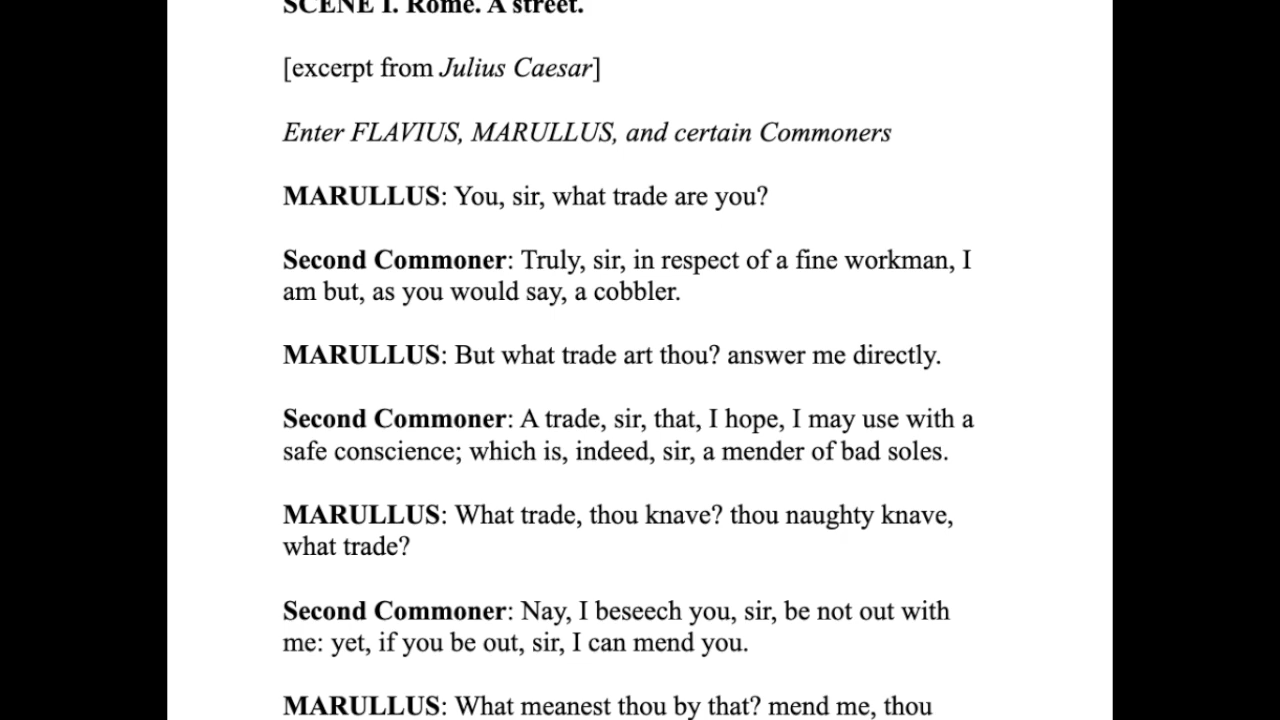 SCENE I. Rome. A street.
[excerpt from Julius Caesar]
Enter FLAVIUS, MARULLUS, and certain Commoners
MARULLUS: You, sir, what trade are you?
Second Commoner: Truly, sir, in respect of a fine workman, I
am but, as you would say, a cobbler.
MARULLUS: But what trade art thou? answer me directly.
Second Commoner: A trade, sir, that, I hope, I may use with a
safe conscience; which is, indeed, sir, a mender of bad soles.
MARULLUS: What trade, thou knave? thou naughty knave,
what trade?
Second Commoner: Nay, I beseech you, sir, be not out with
me: yet, if you be out, sir, I can mend you.
MARULLUS: What meanest thou by that? mend me, thou